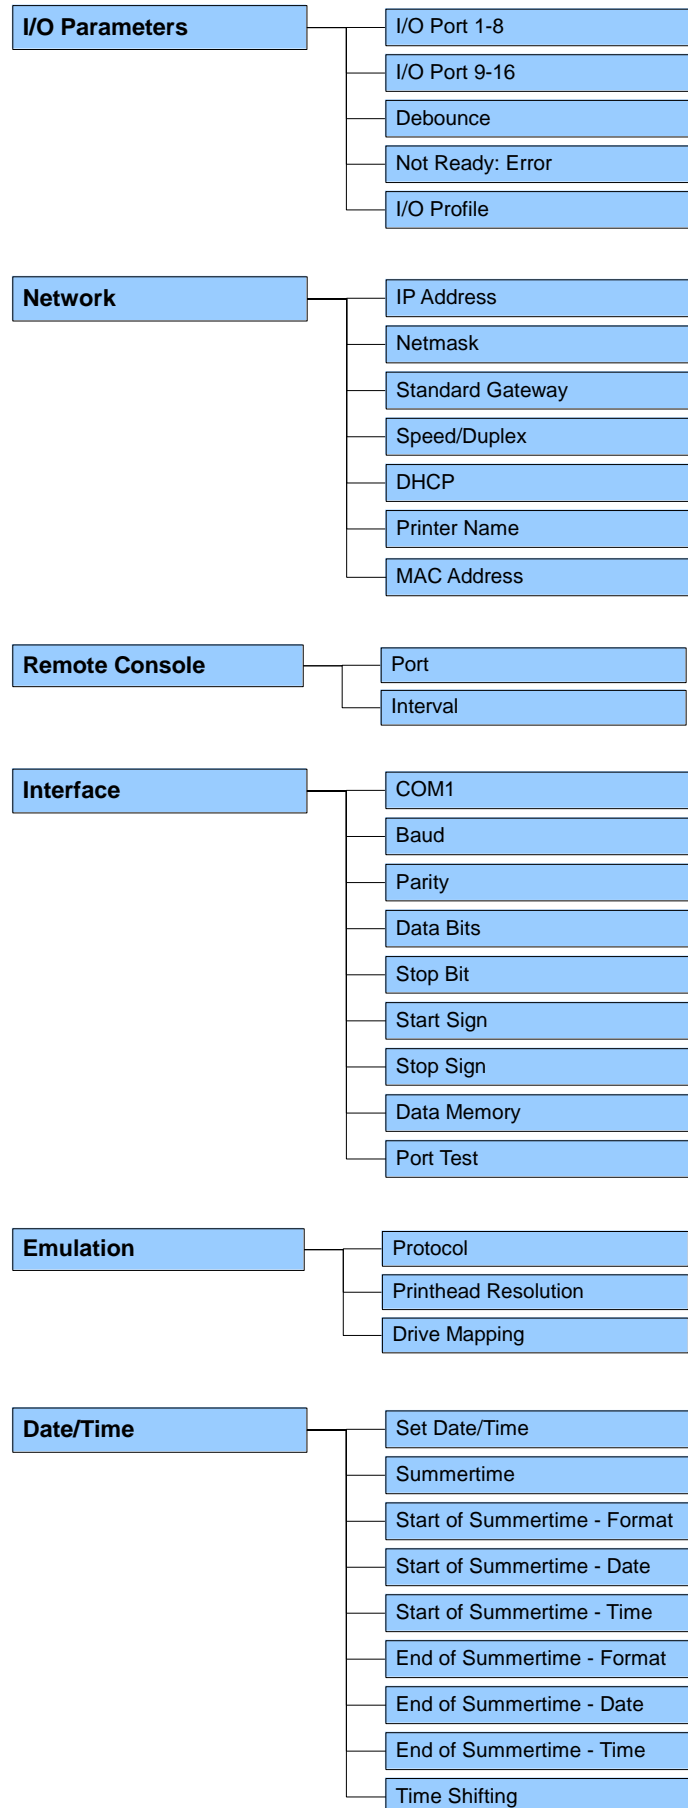 I/O Parameters
I/O Port 1-8
I/O Port 9-16
Debounce
Not Ready: Error
I/O Profile
Network
IP Address
Netmask
Standard Gateway
Speed/Duplex
DHCP
Printer Name
MAC Address
Remote Console
Port
Interval
Interface
COM1
Baud
Parity
Data Bits
Stop Bit
Start Sign
Stop Sign
Data Memory
Port Test
Emulation
Protocol
Printhead Resolution
Drive Mapping
Date/Time
Set Date/Time
Summertime
Start of Summertime - Format
Start of Summertime - Date
Start of Summertime - Time
End of Summertime - Format
End of Summertime - Date
End of Summertime - Time
Time Shifting